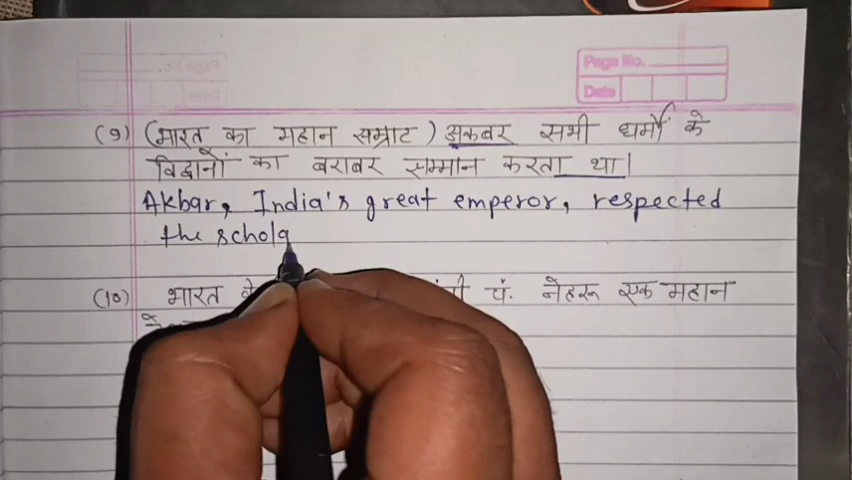 Page No.
Date
(9) (भारत का महान सम्राट) अकबर सभी धर्मों के
विद्वानों का बराबर सम्मान करता था।
Akbar, India's great emperor, respected
the schola
(10) भारत के पं. नेहरू एक महान